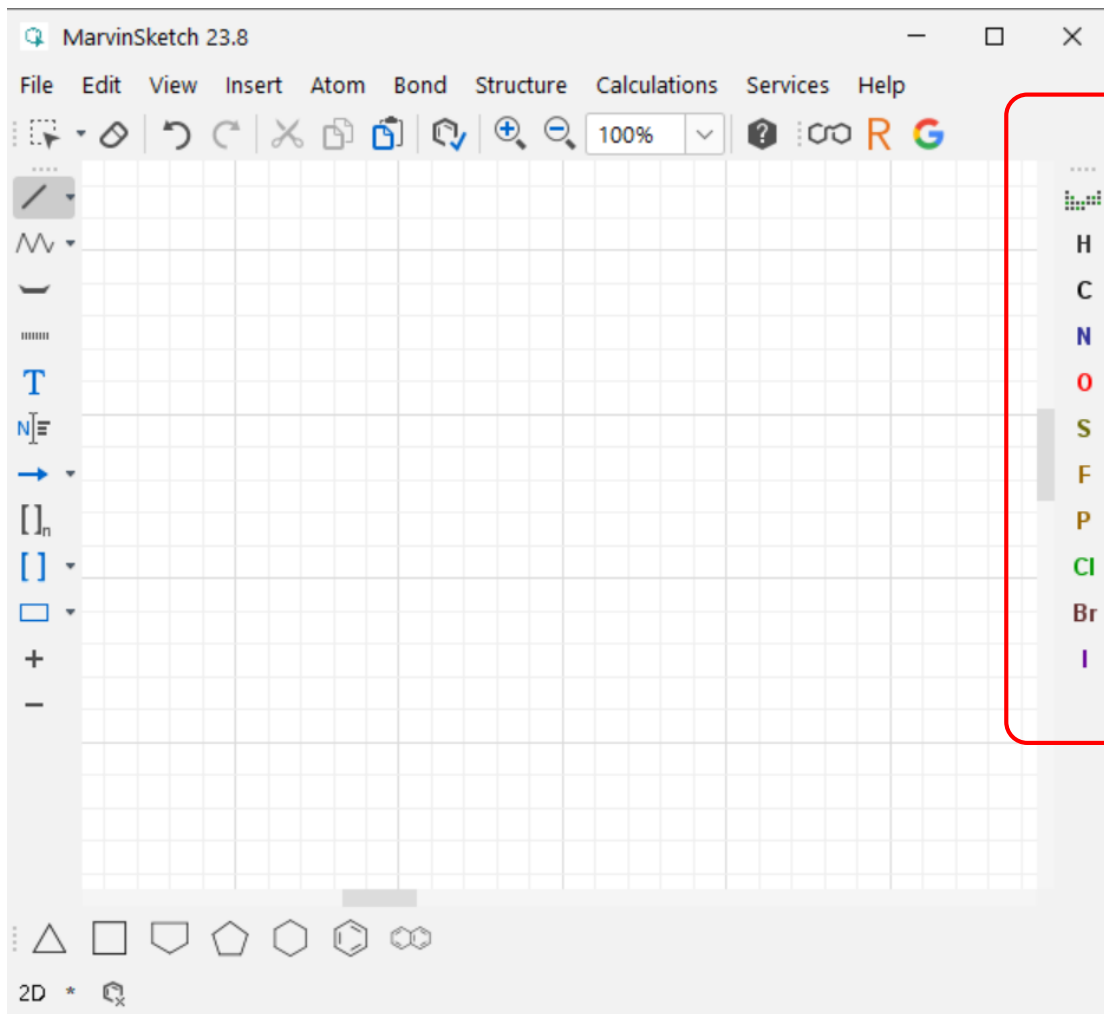 MarvinSketch 23.8
File Edit View Insert Atom Bond Structure Calculations Services Help
100% ? R G
H
C
N
O
S
F
P
Cl
Br
I
T
N
[ ]n
[ ]
+
−
2D *